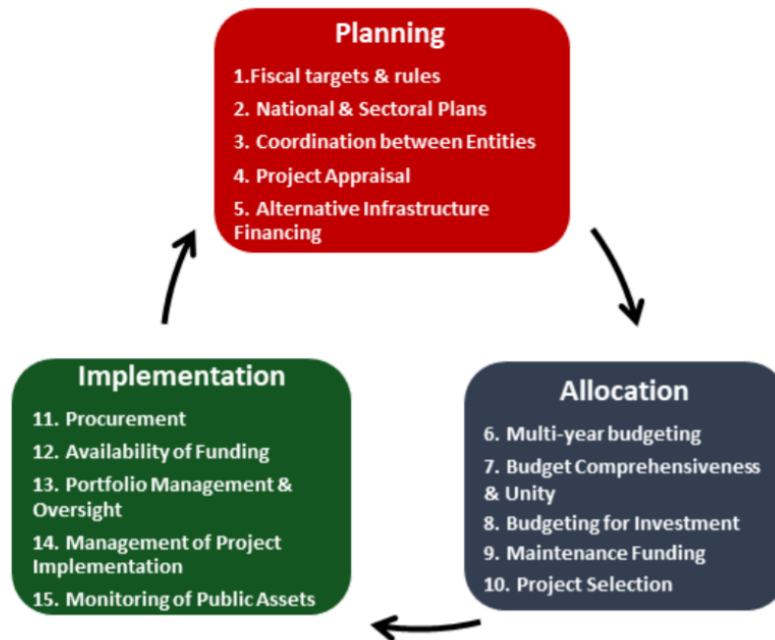 Planning
1.Fiscal targets & rules
2. National & Sectoral Plans
3. Coordination between Entities
4. Project Appraisal
5. Alternative Infrastructure
Financing
Implementation
11. Procurement
12. Availability of Funding
13. Portfolio Management &
Oversight
14. Management of Project
Implementation
15. Monitoring of Public Assets
Allocation
6. Multi-year budgeting
7. Budget Comprehensiveness
& Unity
8. Budgeting for Investment
9. Maintenance Funding
10. Project Selection